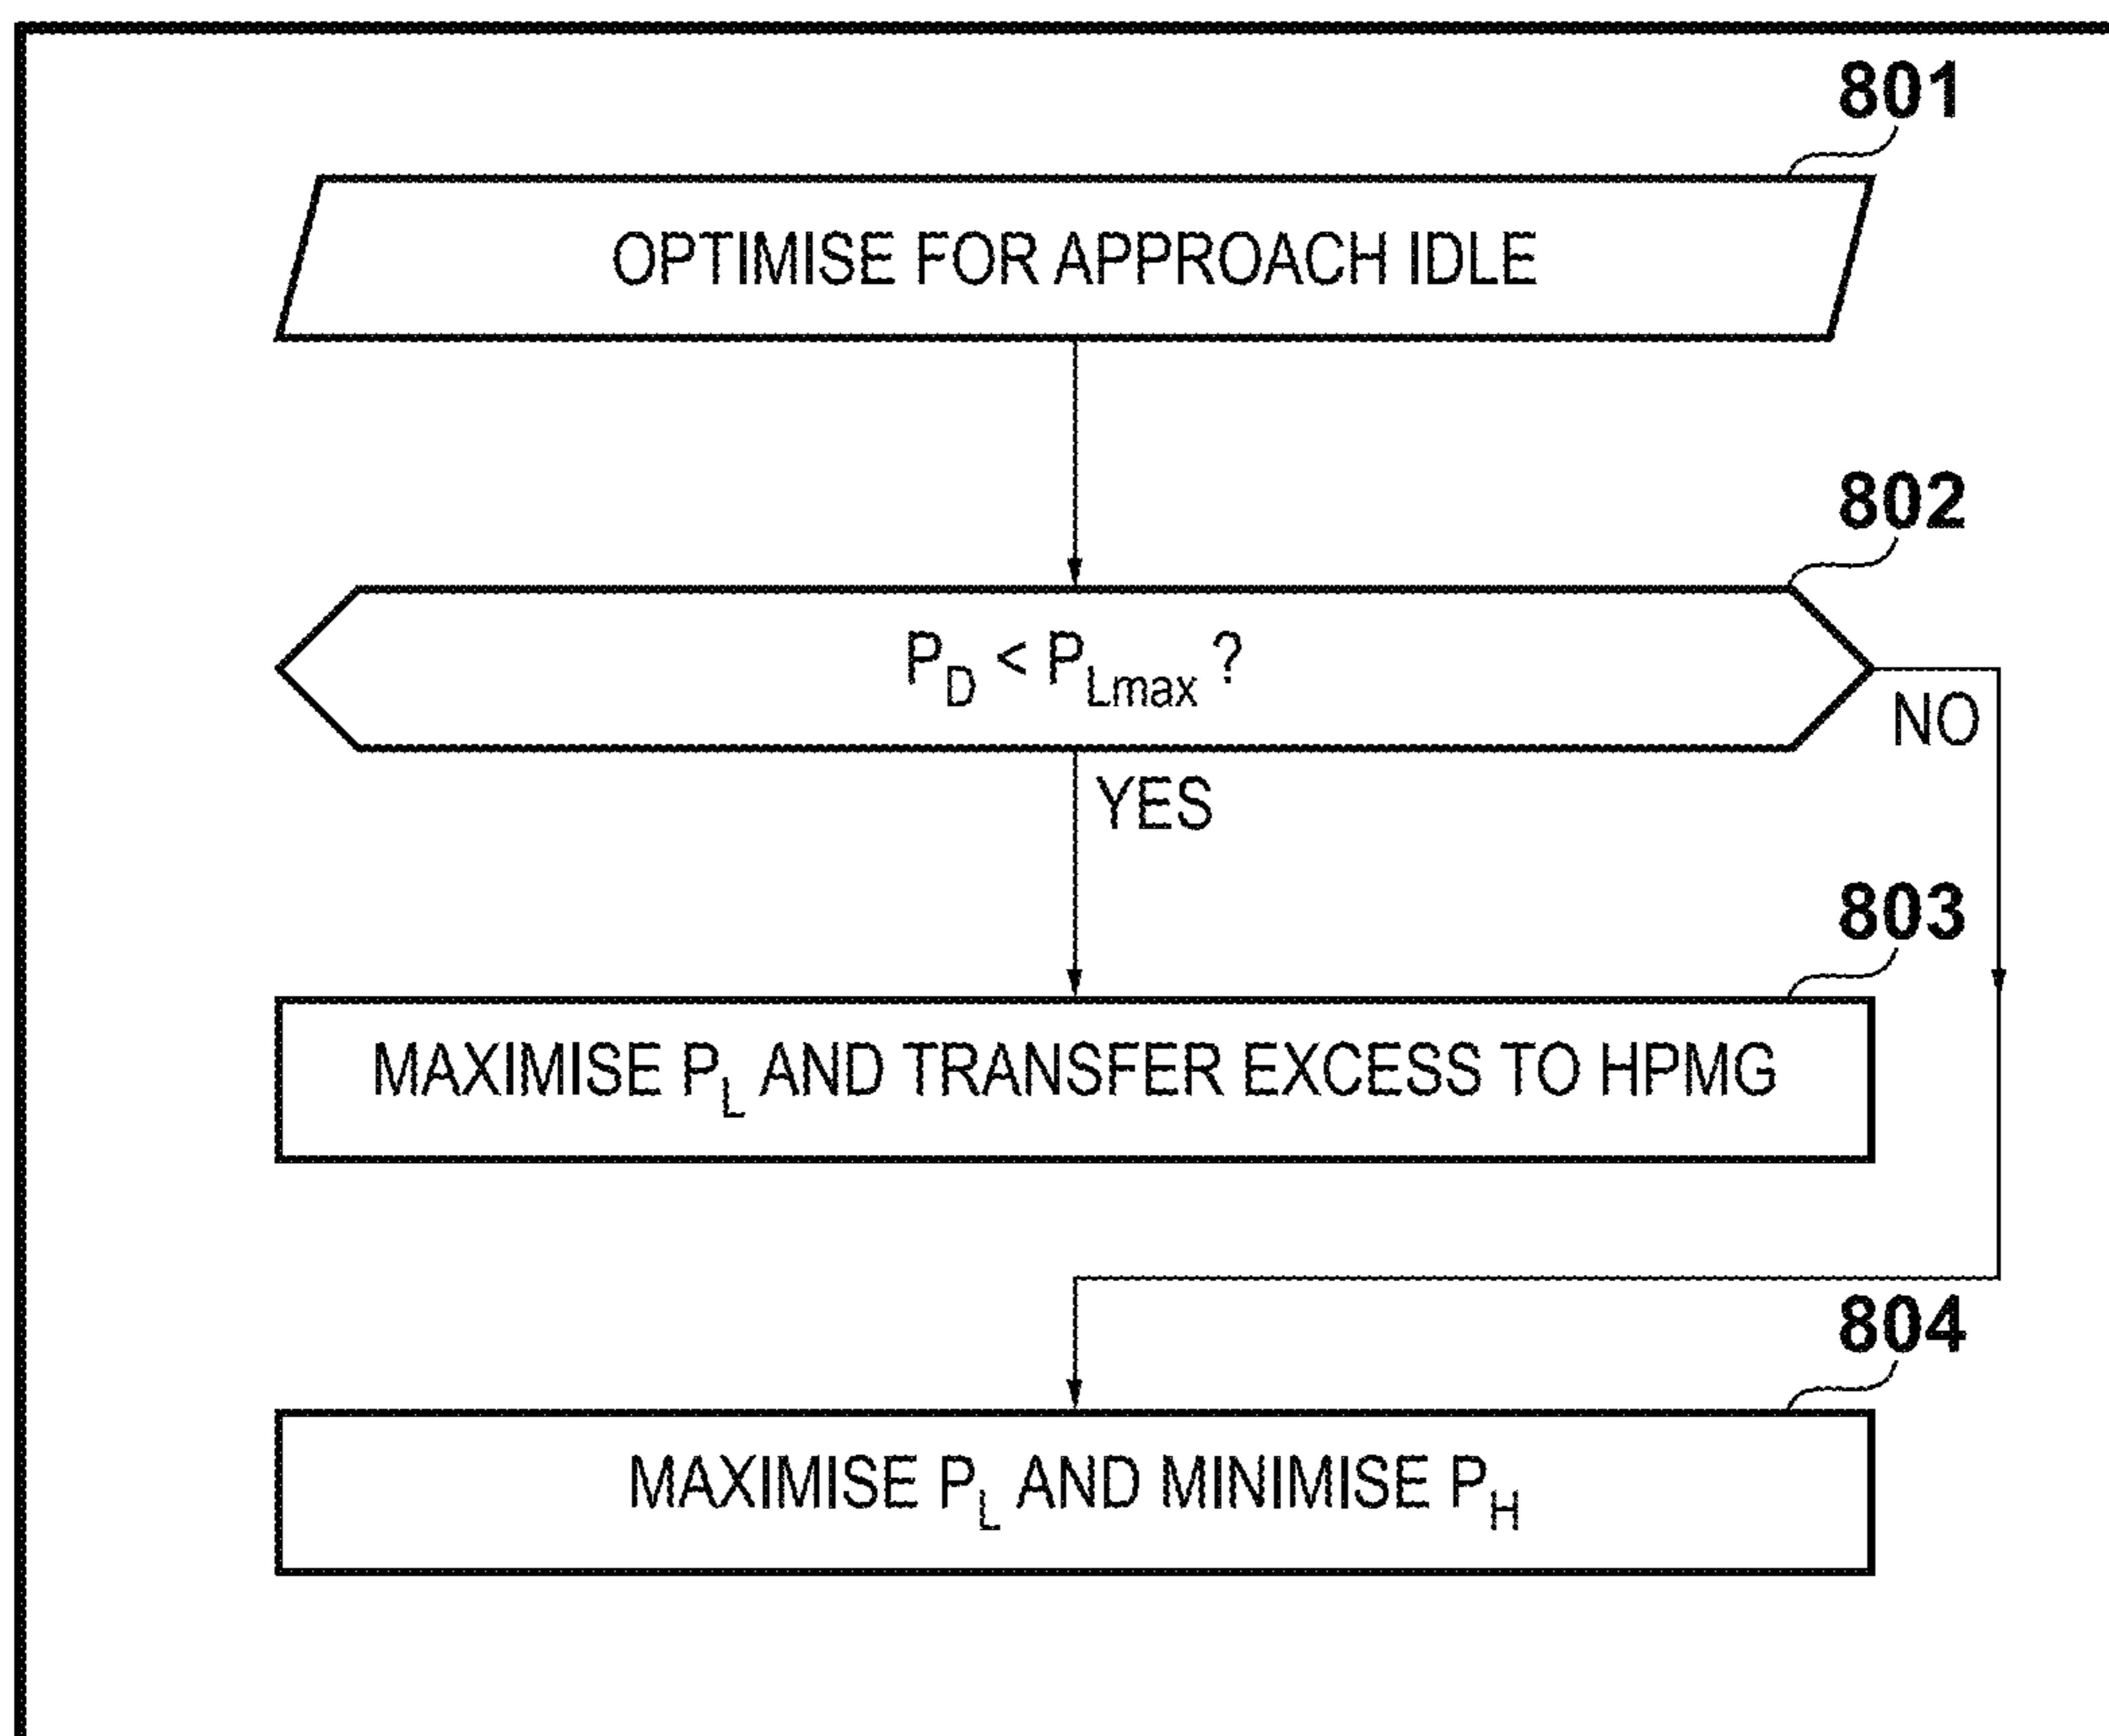 801
OPTIMISE FOR APPROACH IDLE
802
P_D < P_Lmax ?
NO
YES
803
MAXIMISE P_L AND TRANSFER EXCESS TO HPMG
804
MAXIMISE P_L AND MINIMISE P_H